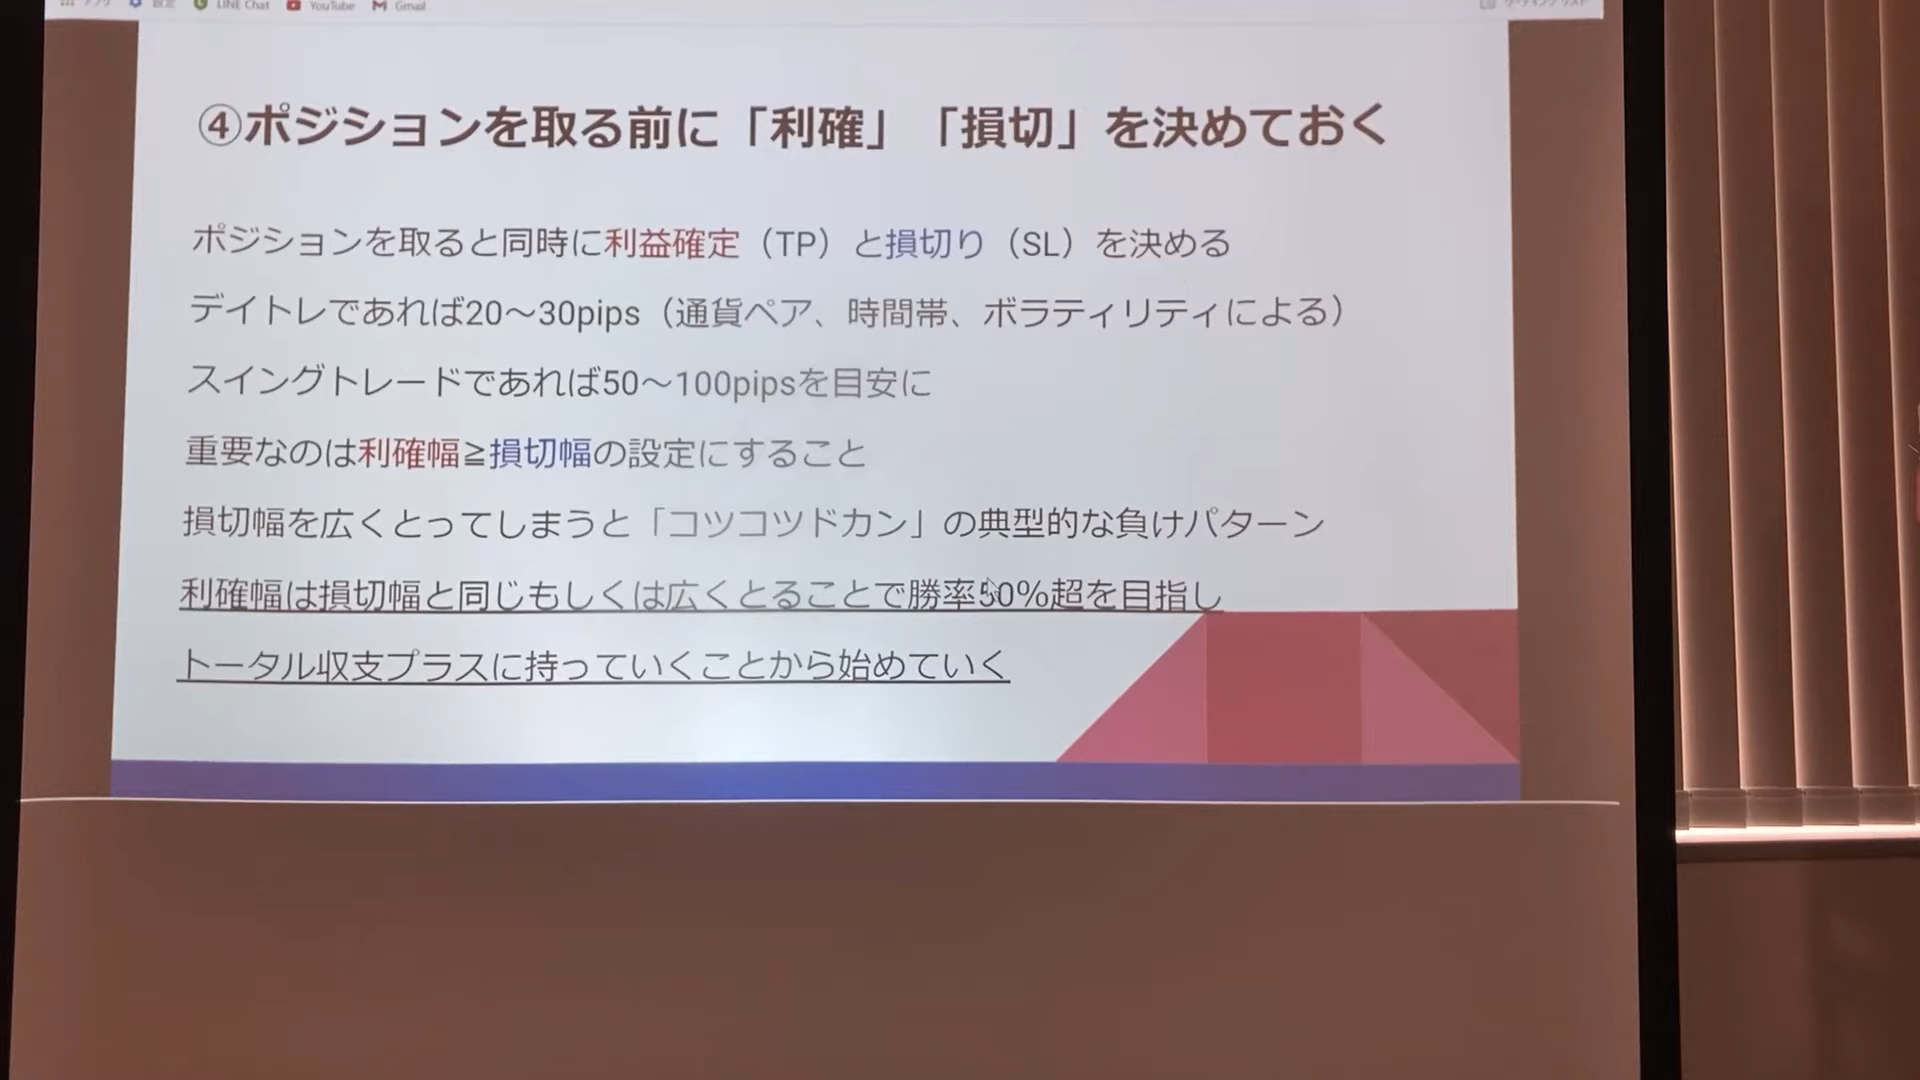 LINE Chat YouTube Gmail
④ポジションを取る前に「利確」「損切」を決めておく
ポジションを取ると同時に利益確定（TP）と損切り（SL）を決める
デイトレであれば20～30pips（通貨ペア、時間帯、ボラティリティによる）
スイングトレードであれば50～100pipsを目安に
重要なのは利確幅≧損切幅の設定にすること
損切幅を広くとってしまうと「コツコツドカン」の典型的な負けパターン
利確幅は損切幅と同じもしくは広くとることで勝率50%超を目指し
トータル収支プラスに持っていくことから始めていく